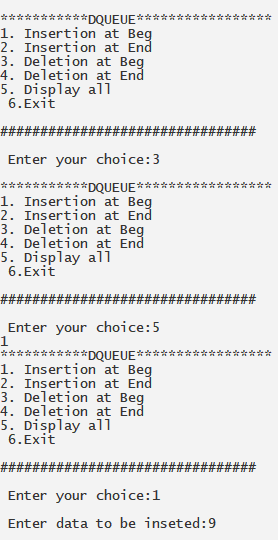 ***********DQUEUE*****************
1. Insertion at Beg
2. Insertion at End
3. Deletion at Beg
4. Deletion at End
5. Display all
6.Exit
################################
Enter your choice:3
***********DQUEUE*****************
1. Insertion at Beg
2. Insertion at End
3. Deletion at Beg
4. Deletion at End
5. Display all
6.Exit
################################
Enter your choice:5
1
***********DQUEUE*****************
1. Insertion at Beg
2. Insertion at End
3. Deletion at Beg
4. Deletion at End
5. Display all
6.Exit
################################
Enter your choice:1
Enter data to be inseted:9